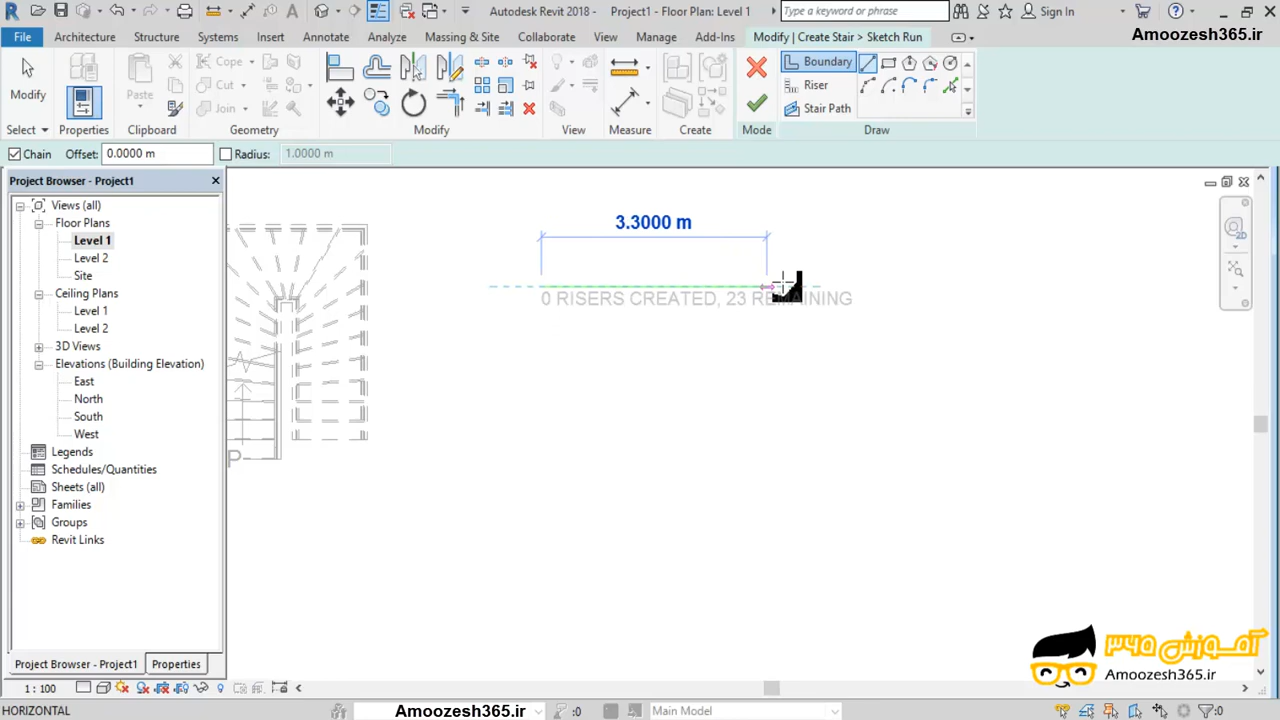 Autodesk Revit 2018 - Project1 - Floor Plan: Level 1
Type a keyword or phrase
Sign In
File Architecture Structure Systems Insert Annotate Analyze Massing & Site Collaborate View Manage Add-Ins Modify | Create Stair > Sketch Run
Amoozesh365.ir
Modify
Paste
Cope
Cut
Join
Boundary
Riser
Stair Path
Select Properties Clipboard Geometry Modify View Measure Create Mode Draw
Chain Offset: 0.0000 m Radius: 1.0000 m
Project Browser - Project1
Views (all)
Floor Plans
Level 1
Level 2
Site
Ceiling Plans
Level 1
Level 2
3D Views
Elevations (Building Elevation)
East
North
South
West
Legends
Schedules/Quantities
Sheets (all)
Families
Groups
Revit Links
Project Browser - Project1 Properties
3.3000 m
0 RISERS CREATED, 23 REMAINING
P
2D
آموزش ۳۶۵
Amoozesh365.ir
1 : 100
HORIZONTAL
Amoozesh365.ir
:0
Main Model
:0